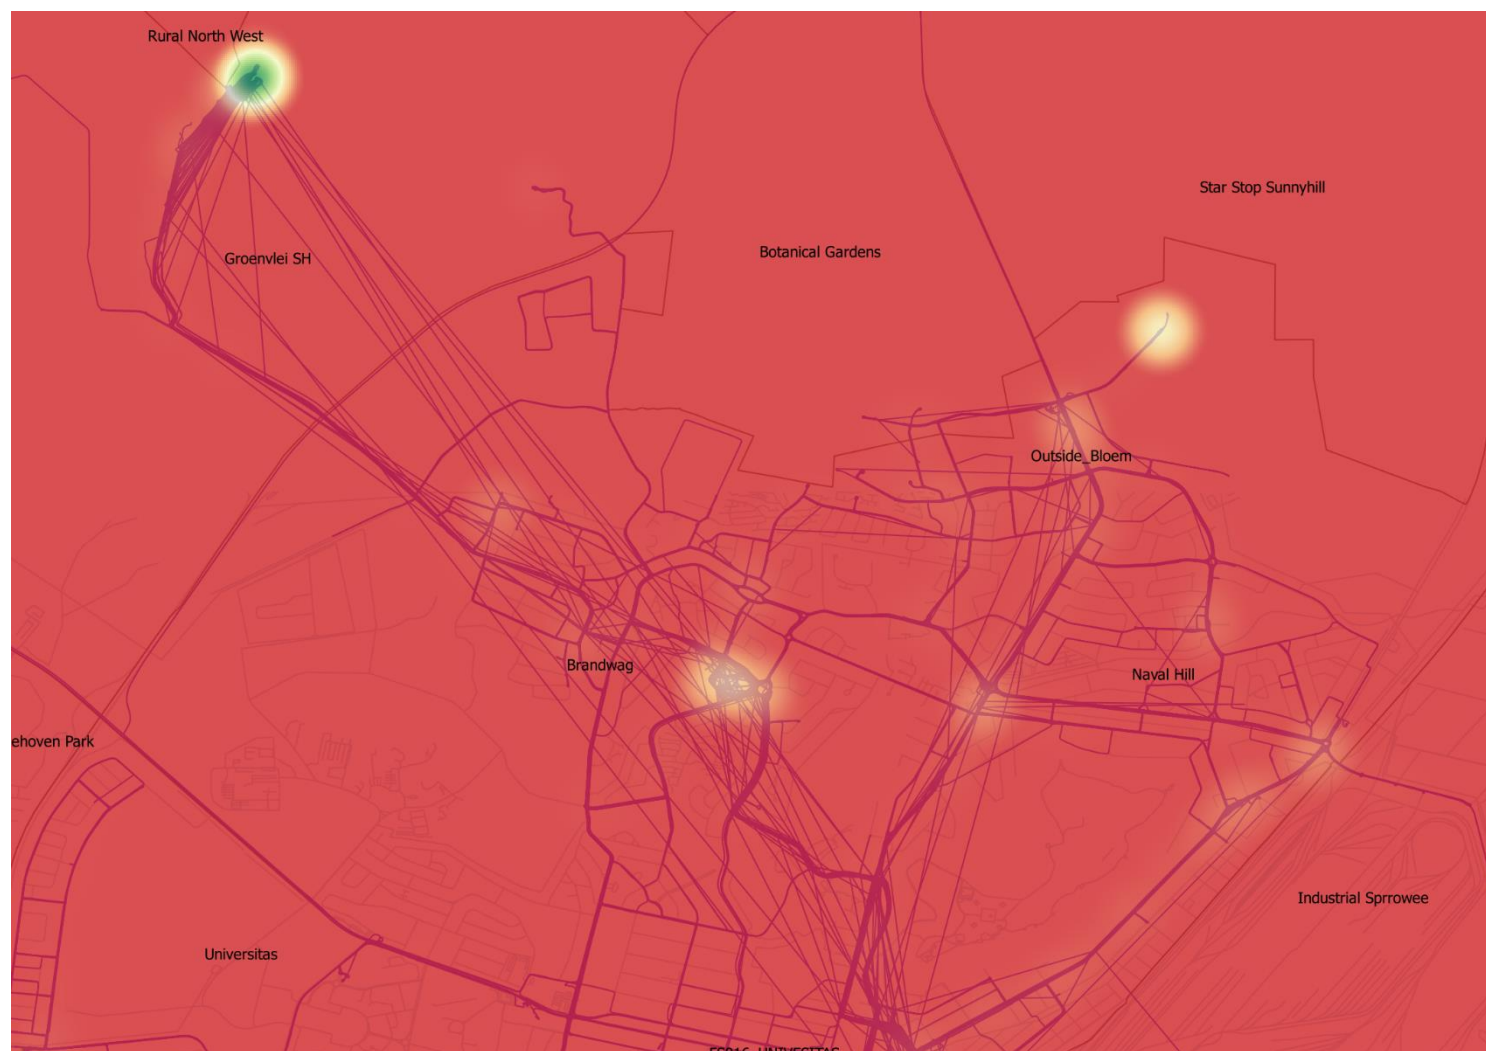 Rural North West
Star Stop Sunnyhill
Botanical Gardens
Groenvlei SH
Outside_Bloem
Brandwag
Naval Hill
ehoven Park
Industrial Sprrowee
Universitas